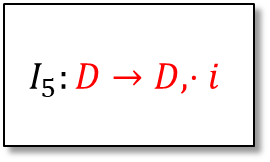 I₅: D → D,· i